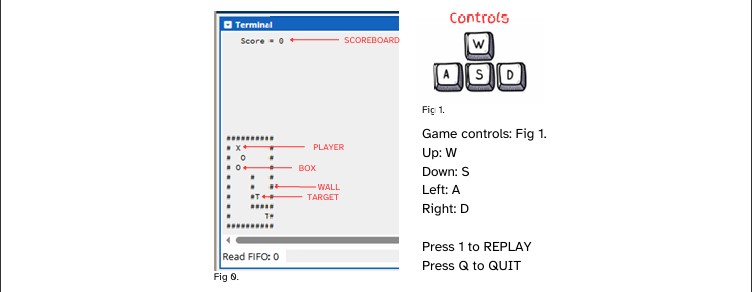 Terminal
Score = 0
SCOREBOARD
##########
# X #
PLAYER
# O #
# O #
BOX
# # #
# # #
WALL
# #T #
TARGET
# #####
# T#
##########
Read FIFO: 0
Fig 0.
Controls
W
A S D
Fig 1.
Game controls: Fig 1.
Up: W
Down: S
Left: A
Right: D
Press 1 to REPLAY
Press Q to QUIT